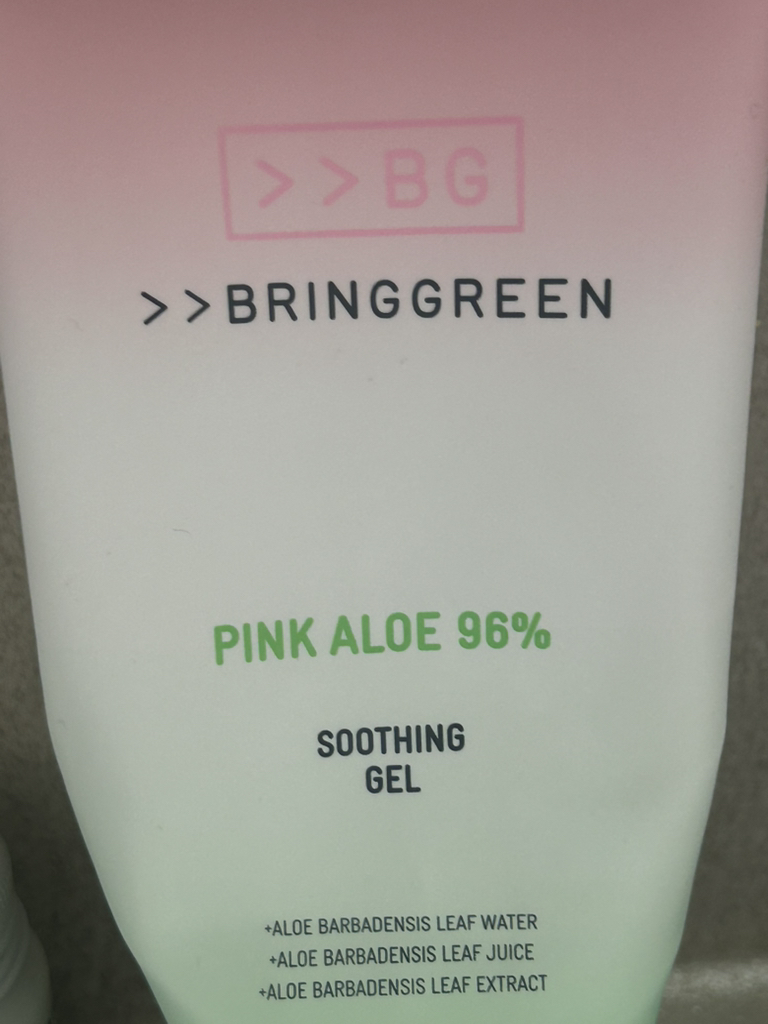 >>BG
>>BRINGGREEN
PINK ALOE 96%
SOOTHING
GEL
+ALOE BARBADENSIS LEAF WATER
+ALOE BARBADENSIS LEAF JUICE
+ALOE BARBADENSIS LEAF EXTRACT